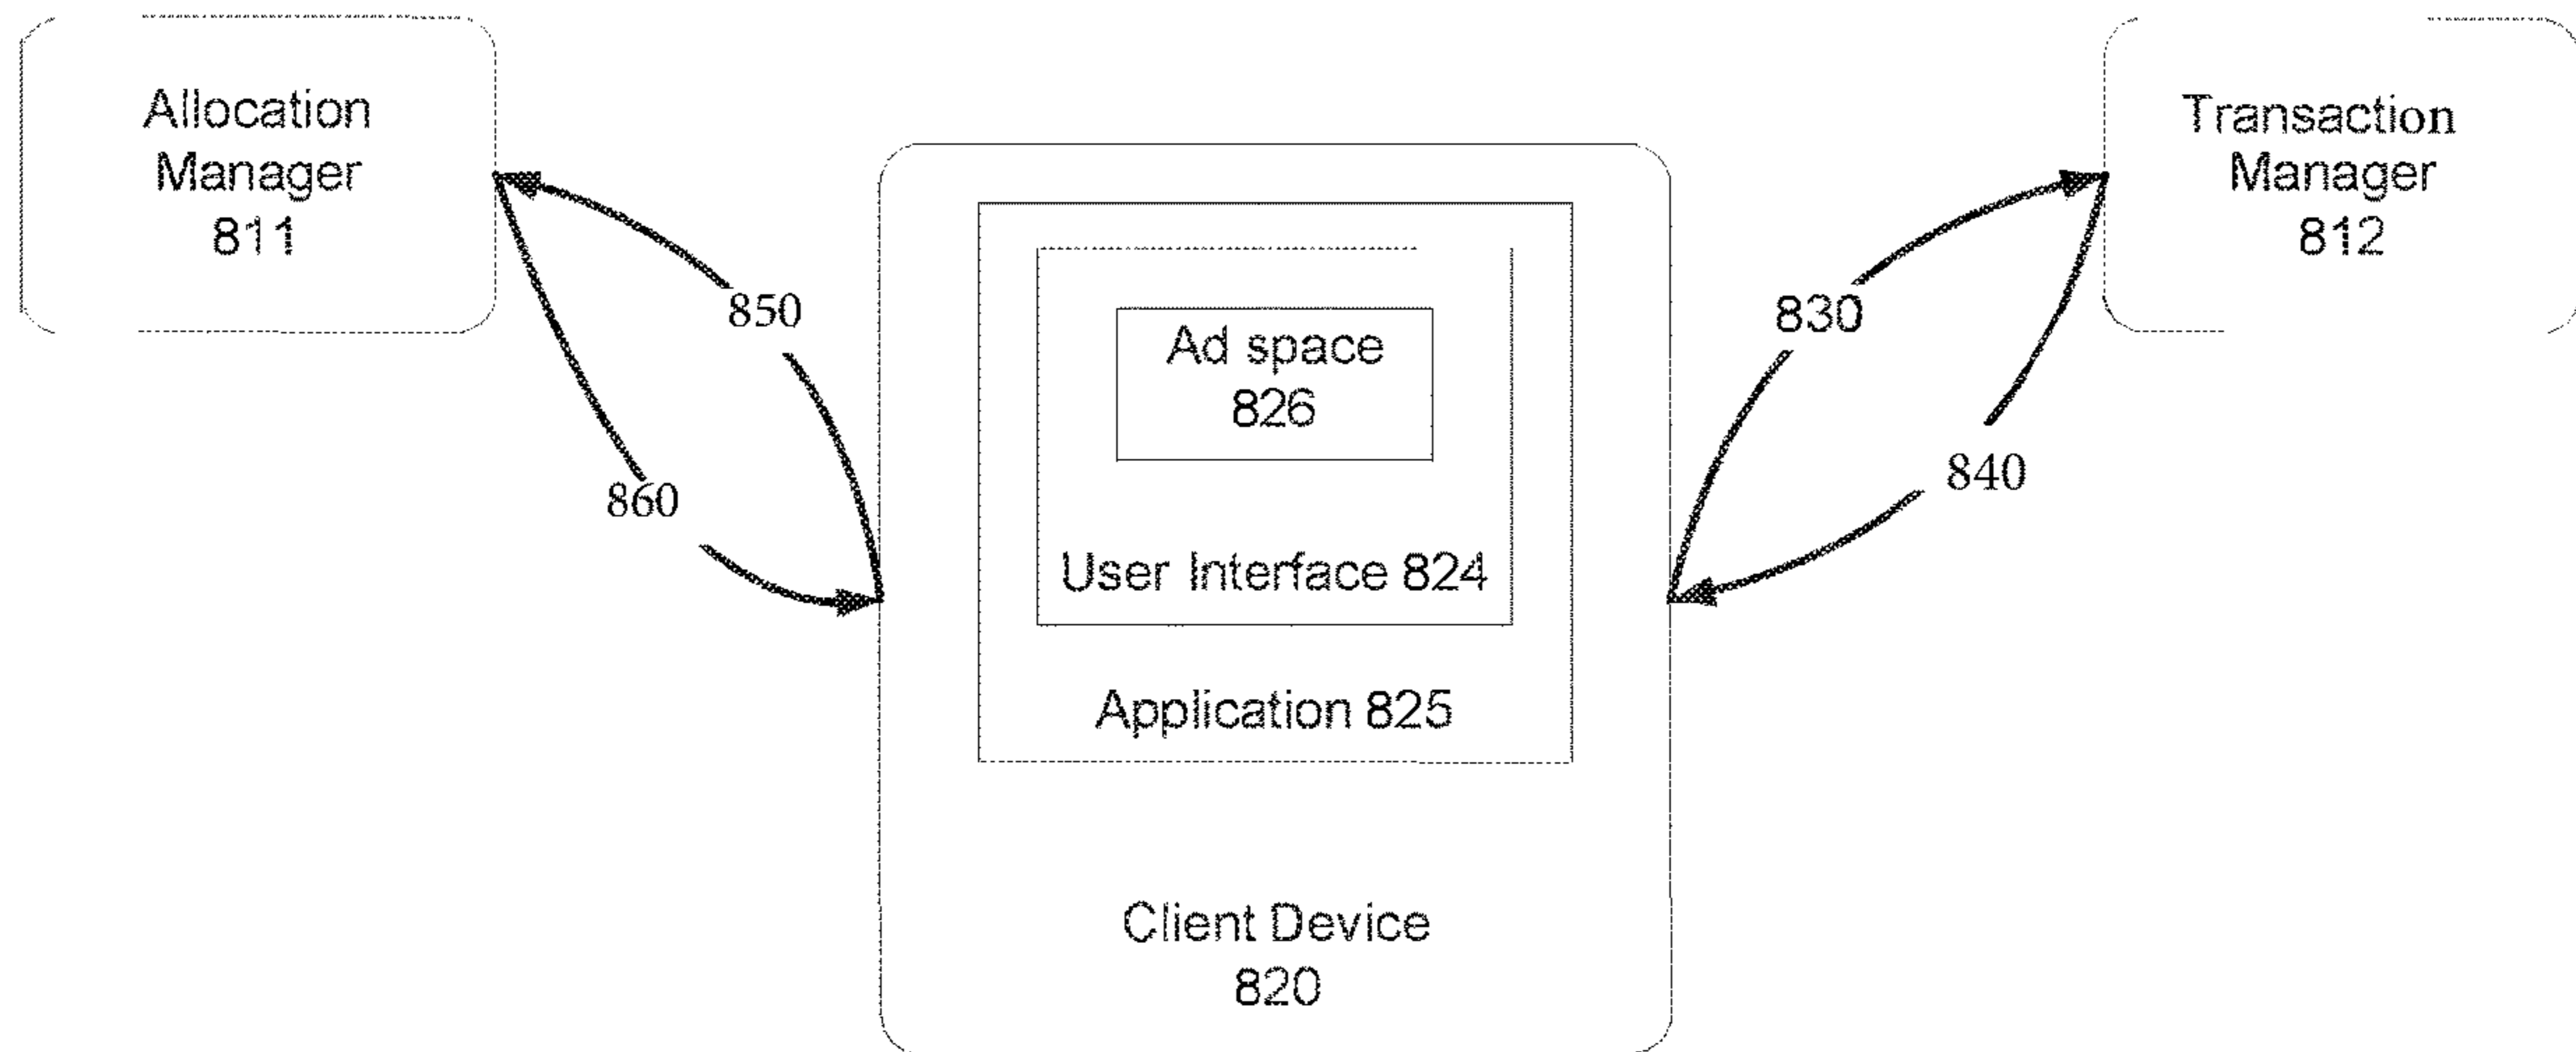 Allocation
Manager
811
850
860
Ad space
826
User Interface 824
Application 825
Client Device
820
830
840
Transaction
Manager
812